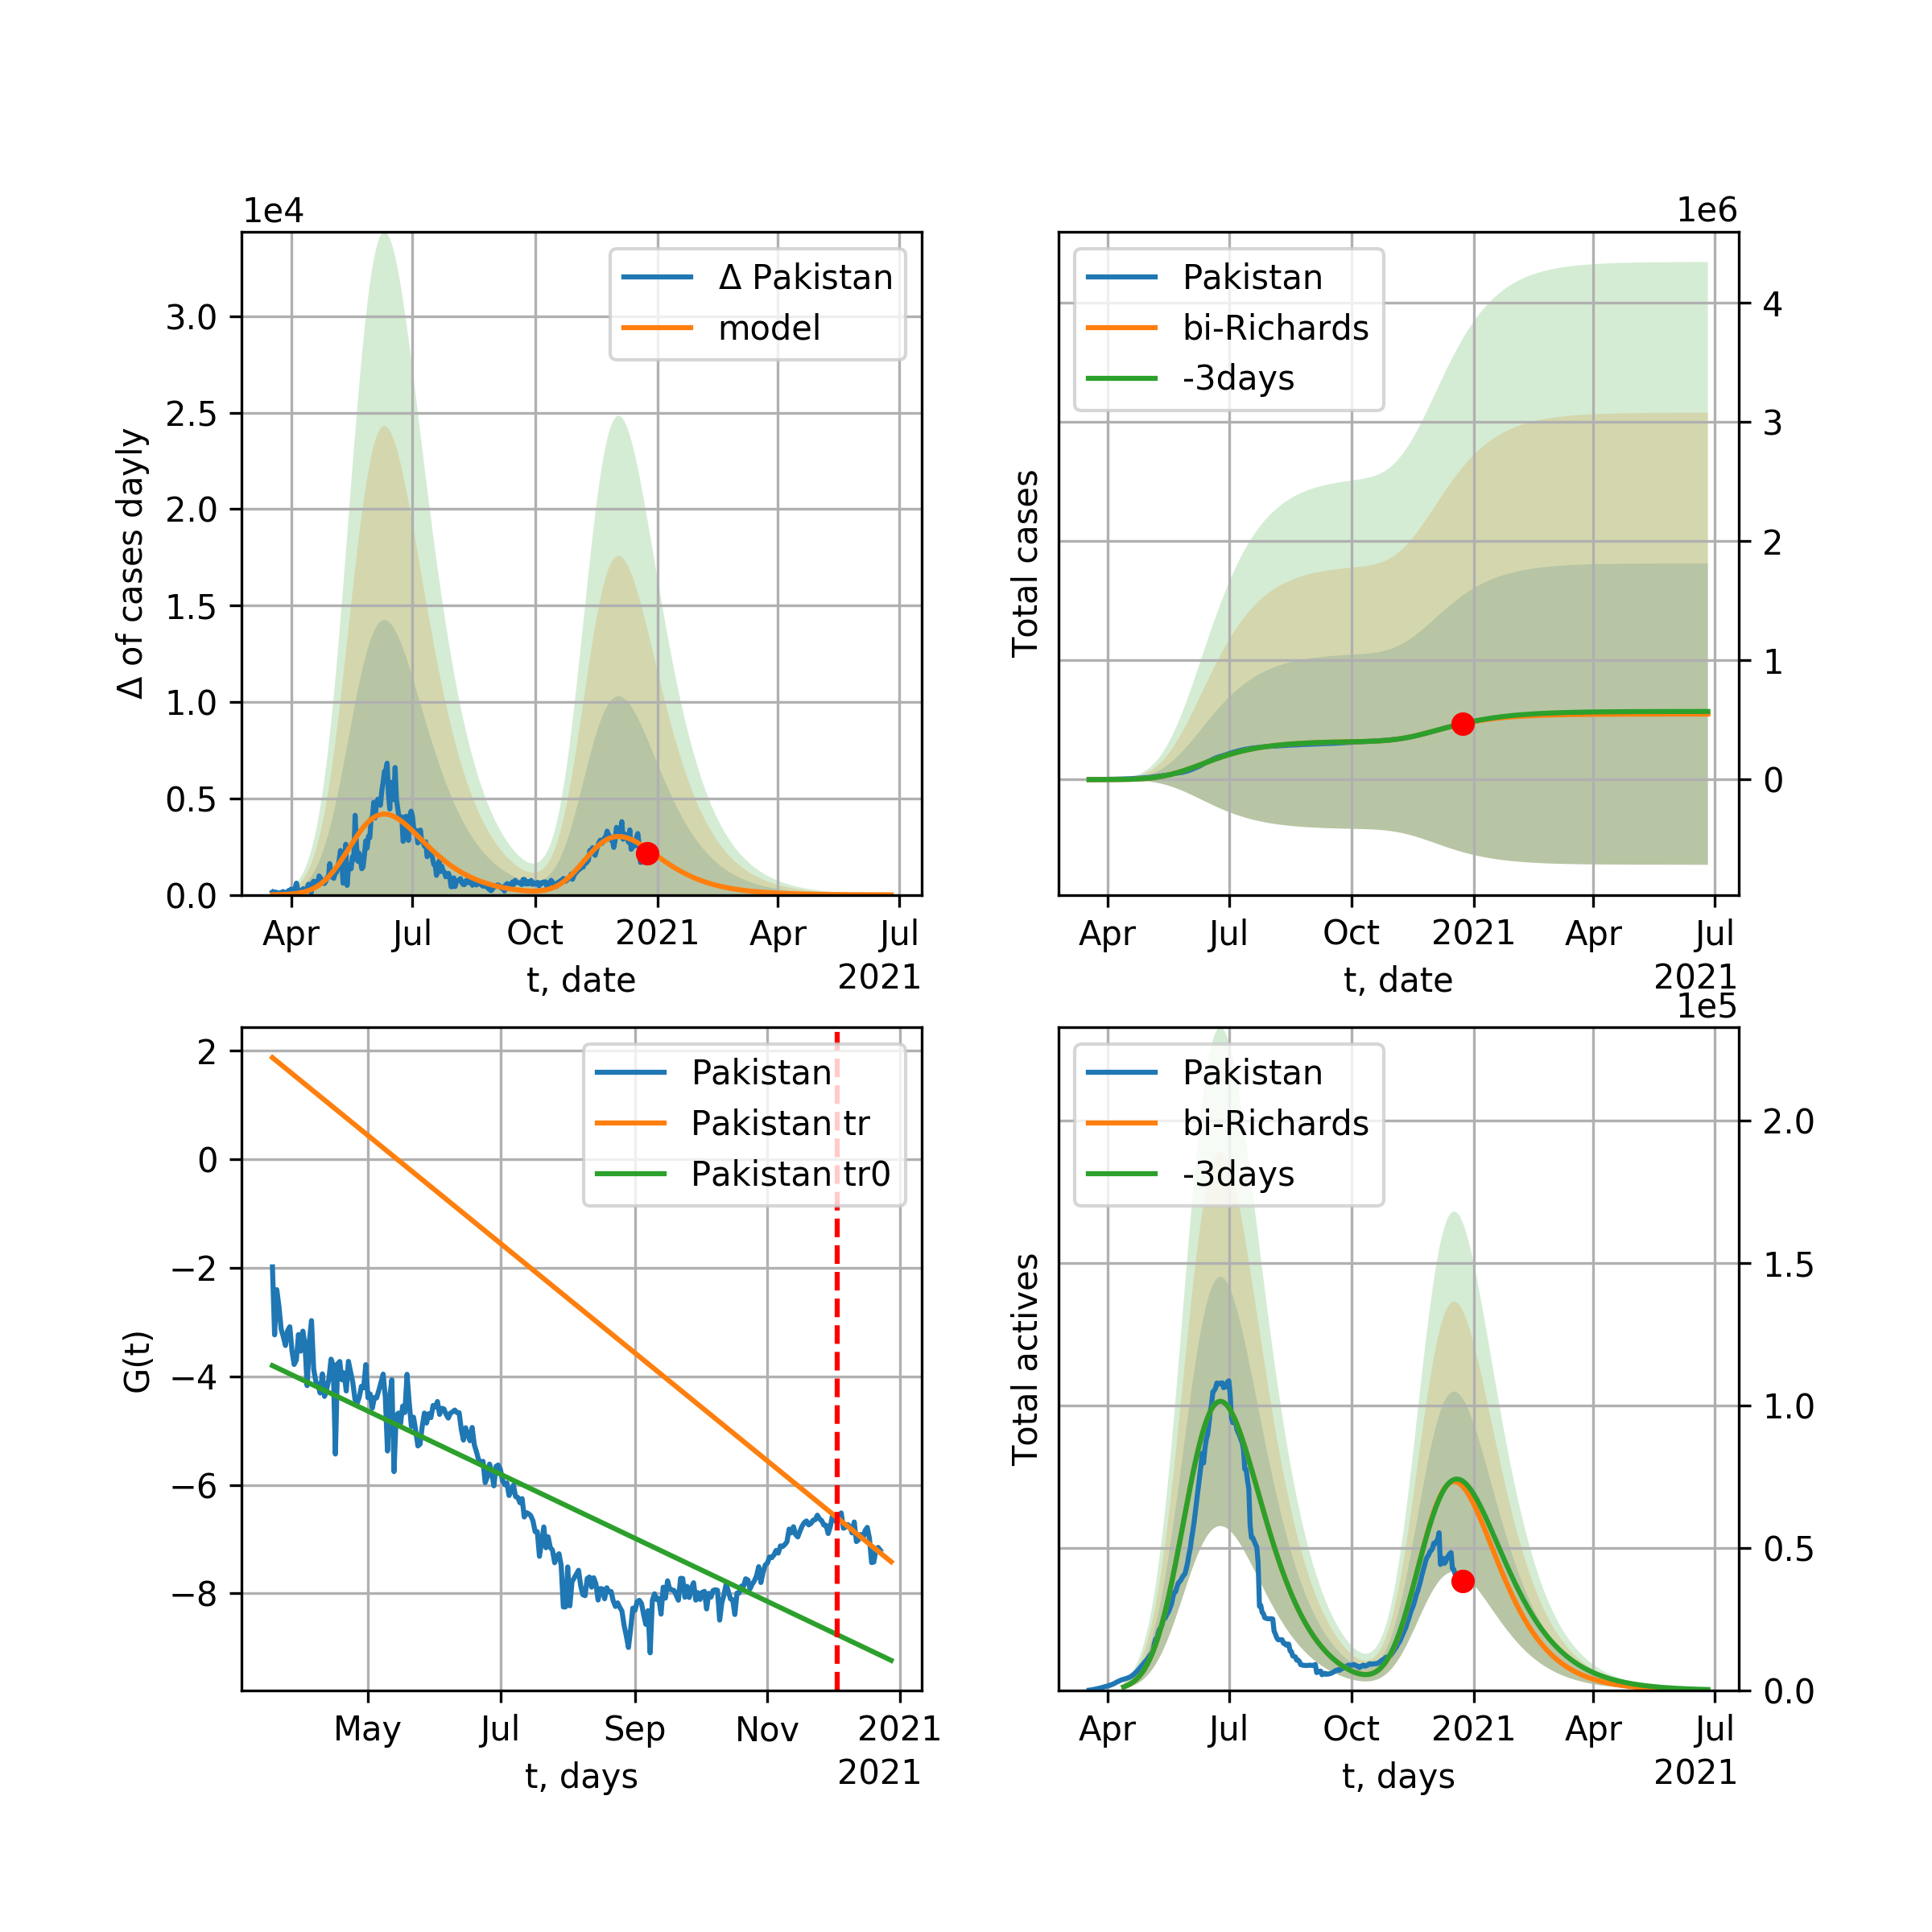 1e4
Δ of cases dayly
3.0
2.5
2.0
1.5
1.0
0.5
0.0
Δ Pakistan
model
Apr Jul Oct 2021 Apr Jul
2021
t, date
1e6
Total cases
Pakistan
bi-Richards
-3days
4
3
2
1
0
Apr Jul Oct 2021 Apr Jul
2021
t, date
G(t)
2
0
−2
−4
−6
−8
Pakistan
Pakistan tr
Pakistan tr0
May Jul Sep Nov 2021
2021
t, days
1e5
Total actives
Pakistan
bi-Richards
-3days
2.0
1.5
1.0
0.5
0.0
Apr Jul Oct 2021 Apr Jul
2021
t, days